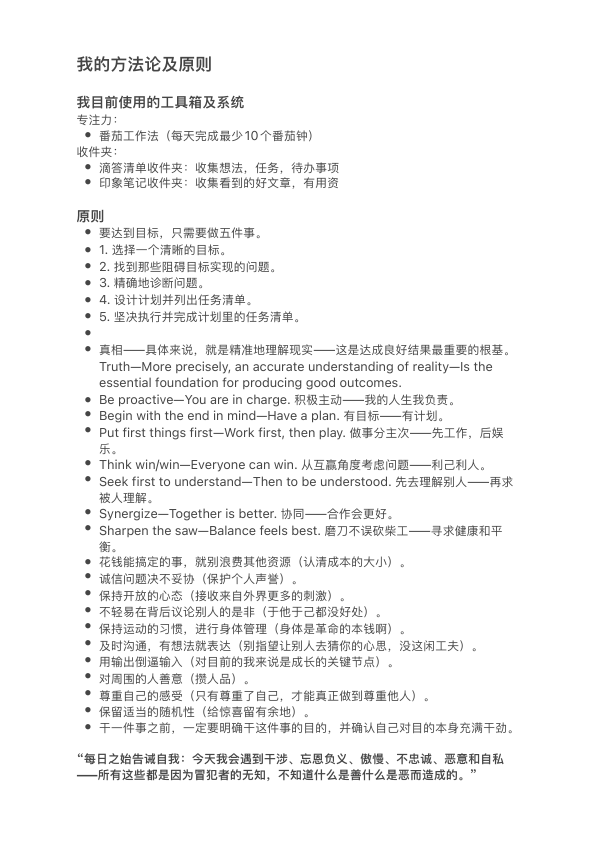 我的方法论及原则
我目前使用的工具箱及系统
专注力：
• 番茄工作法（每天完成最少10个番茄钟）
收件夹：
• 滴答清单收件夹：收集想法，任务，待办事项
• 印象笔记收件夹：收集看到的好文章，有用资
原则
• 要达到目标，只需要做五件事。
• 1. 选择一个清晰的目标。
• 2. 找到那些阻碍目标实现的问题。
• 3. 精确地诊断问题。
• 4. 设计计划并列出任务清单。
• 5. 坚决执行并完成计划里的任务清单。
•
• 真相——具体来说，就是精准地理解现实——这是达成良好结果最重要的根基。
Truth—More precisely, an accurate understanding of reality—Is the
essential foundation for producing good outcomes.
• Be proactive—You are in charge. 积极主动——我的人生我负责。
• Begin with the end in mind—Have a plan. 有目标——有计划。
• Put first things first—Work first, then play. 做事分主次——先工作，后娱
乐。
• Think win/win—Everyone can win. 从互赢角度考虑问题——利己利人。
• Seek first to understand—Then to be understood. 先去理解别人——再求
被人理解。
• Synergize—Together is better. 协同——合作会更好。
• Sharpen the saw—Balance feels best. 磨刀不误砍柴工——寻求健康和平
衡。
• 花钱能搞定的事，就别浪费其他资源（认清成本的大小）。
• 诚信问题决不妥协（保护个人声誉）。
• 保持开放的心态（接收来自外界更多的刺激）。
• 不轻易在背后议论别人的是非（于他于己都没好处）。
• 保持运动的习惯，进行身体管理（身体是革命的本钱啊）。
• 及时沟通，有想法就表达（别指望让别人去猜你的心思，没这闲工夫）。
• 用输出倒逼输入（对目前的我来说是成长的关键节点）。
• 对周围的人善意（攒人品）。
• 尊重自己的感受（只有尊重了自己，才能真正做到尊重他人）。
• 保留适当的随机性（给惊喜留有余地）。
• 干一件事之前，一定要明确干这件事的目的，并确认自己对目的本身充满干劲。
“每日之始告诫自我：今天我会遇到干涉、忘恩负义、傲慢、不忠诚、恶意和自私
——所有这些都是因为冒犯者的无知，不知道什么是善什么是恶而造成的。”